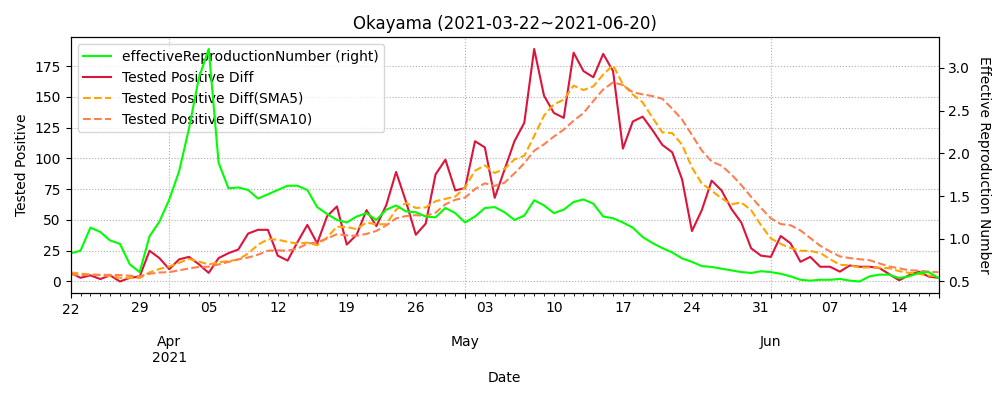 Okayama (2021-03-22~2021-06-20)
effectiveReproductionNumber (right)
Tested Positive Diff
Tested Positive Diff(SMA5)
Tested Positive Diff(SMA10)
Tested Positive
175
150
125
100
75
50
25
0
3.0
2.5
2.0
1.5
1.0
0.5
Effective Reproduction Number
22 29 05 12 19 26 03 10 17 24 31 07 14
Apr May Jun
2021
Date